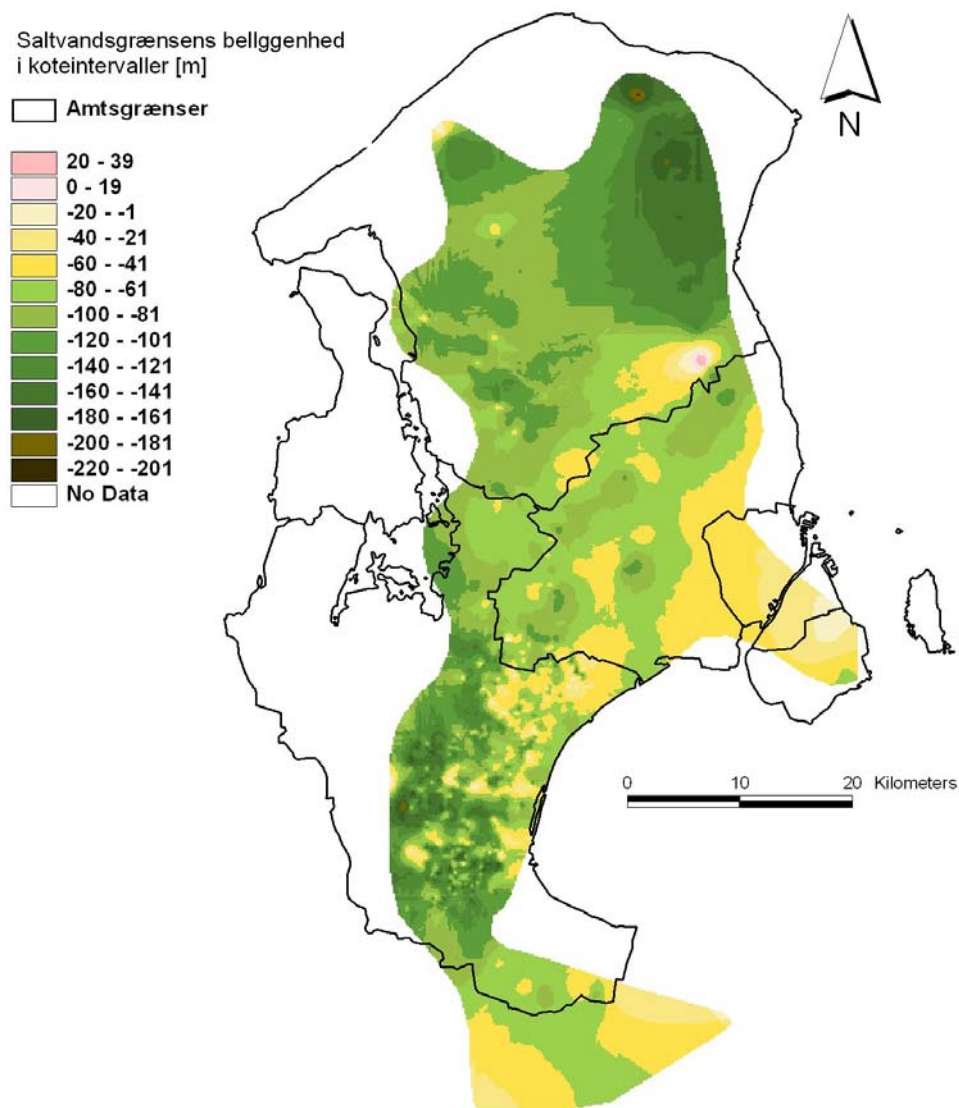 Saltvandsgrænsens bellggenhed
i koteintervaller [m]
Amtsgrænser
20 - 39
0 - 19
-20 - -1
-40 - -21
-60 - -41
-80 - -61
-100 - -81
-120 - -101
-140 - -121
-160 - -141
-180 - -161
-200 - -181
-220 - -201
No Data
N
0 10 20 Kilometers